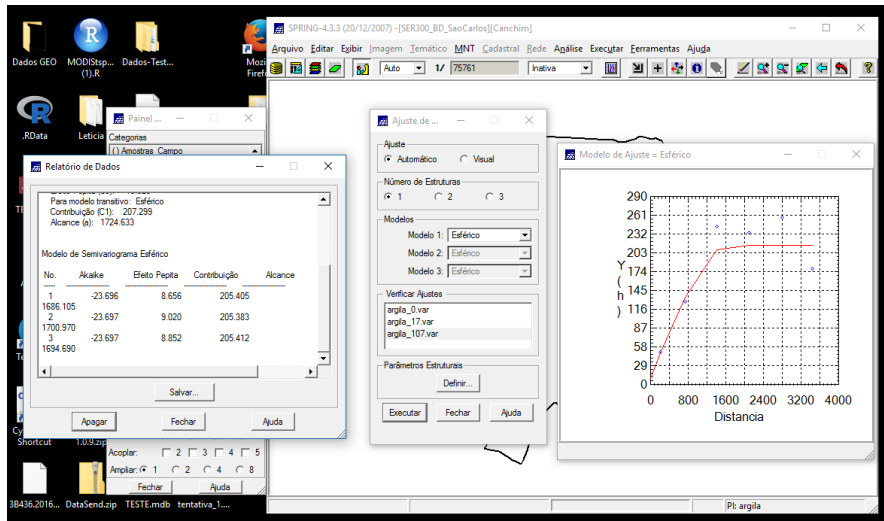 Dados GEO
MODIStsp... (1).R
Dados-Test...
Mozi
Firef
.RData
Leticia
SPRING-4.3.3 (20/12/2007) -[SER300_BD_SaoCarlos][Canchim]
Arquivo Editar Exibir Imagem Temático MNT Cadastral Rede Análise Executar Ferramentas Ajuda
Auto 1/ 75761 Inativa
Painel ...
Categorias
() Amostras_Campo
Relatório de Dados
Para modelo transitivo: Esférico
Contribuição (C1): 207.299
Alcance (a): 1724.633
Modelo de Semivariograma Esférico
No. Akaike Efeito Pepita Contribuição Alcance
1 -23.696 8.656 205.405
1686.105
2 -23.697 9.020 205.383
1700.970
3 -23.697 8.852 205.412
1694.690
Salvar...
Apagar Fechar Ajuda
Acoplar: 2 3 4 5
Ampliar: 1 2 4 8
Fechar Ajuda
Ajuste de ...
Ajuste
Automático Visual
Número de Estruturas
1 2 3
Modelos
Modelo 1: Esférico
Modelo 2: Esférico
Modelo 3: Esférico
Verificar Ajustes
argila_0.var
argila_17.var
argila_107.var
Parâmetros Estruturais
Definir...
Executar Fechar Ajuda
Modelo de Ajuste = Esférico
290
261
232
203
174
145
116
87
58
29
0
γ(h)
0 800 1600 2400 3200 4000
Distancia
Shortcut
1.0.9.zip
3B436.2016...
DataSend.zip
TESTE.mdb
tentativa_1....
PI: argila